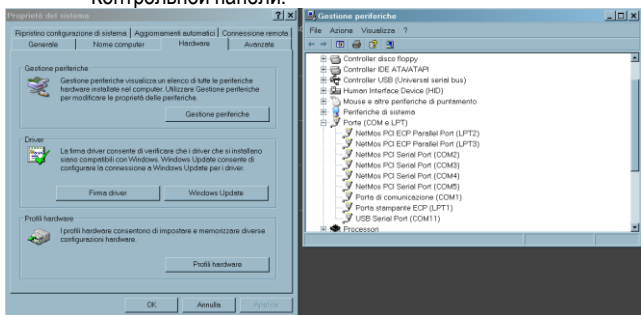 Контрольной панели.
Proprietà del sistema
Ripristino configurazione di sistema
Aggiornamenti automatici
Connessione remota
Generale
Nome computer
Hardware
Avanzate
Gestione periferiche
Gestione periferiche visualizza un elenco di tutte le periferiche
hardware installate nel computer. Utilizzare Gestione periferiche
per modificare le proprietà delle periferiche.
Gestione periferiche
Driver
La firma driver consente di verificare che i driver che si installano
siano compatibili con Windows. Windows Update consente di
configurare la connessione a Windows Update per i driver.
Firma driver
Windows Update
Profili hardware
I profili hardware consentono di impostare e memorizzare diverse
configurazioni hardware.
Profili hardware
OK
Annulla
Applica
Gestione periferiche
File Azione Visualizza ?
Controller disco floppy
Controller IDE ATA/ATAPI
Controller USB (Universal serial bus)
Human Interface Device (HID)
Mouse e altre periferiche di puntamento
Periferiche di sistema
Porte (COM e LPT)
NetMos PCI ECP Parallel Port (LPT2)
NetMos PCI ECP Parallel Port (LPT3)
NetMos PCI Serial Port (COM2)
NetMos PCI Serial Port (COM3)
NetMos PCI Serial Port (COM4)
NetMos PCI Serial Port (COM5)
Porta di comunicazione (COM1)
Porta stampante ECP (LPT1)
USB Serial Port (COM11)
Processori